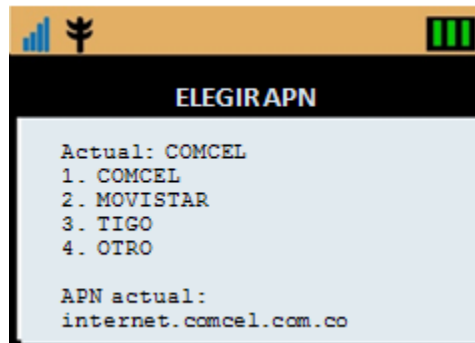 ELEGIR APN
Actual: COMCEL
1. COMCEL
2. MOVISTAR
3. TIGO
4. OTRO
APN actual:
internet.comcel.com.co